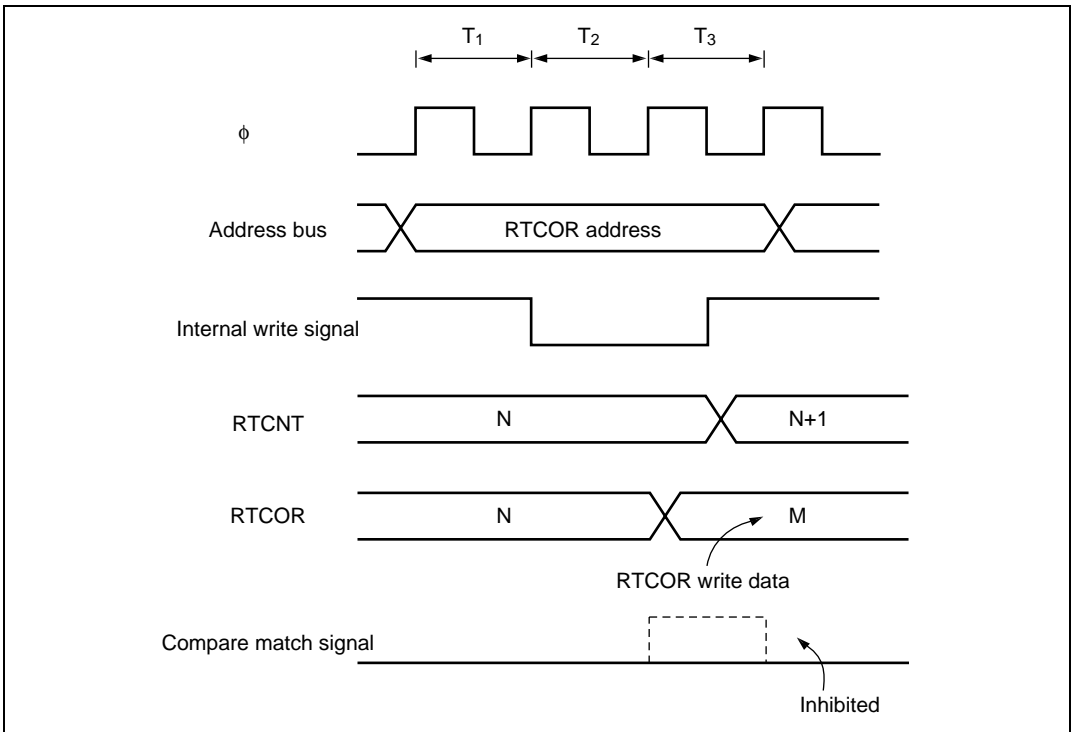 T1 T2 T3
φ
Address bus RTCOR address
Internal write signal
RTCNT N N+1
RTCOR N M
RTCOR write data
Compare match signal
Inhibited